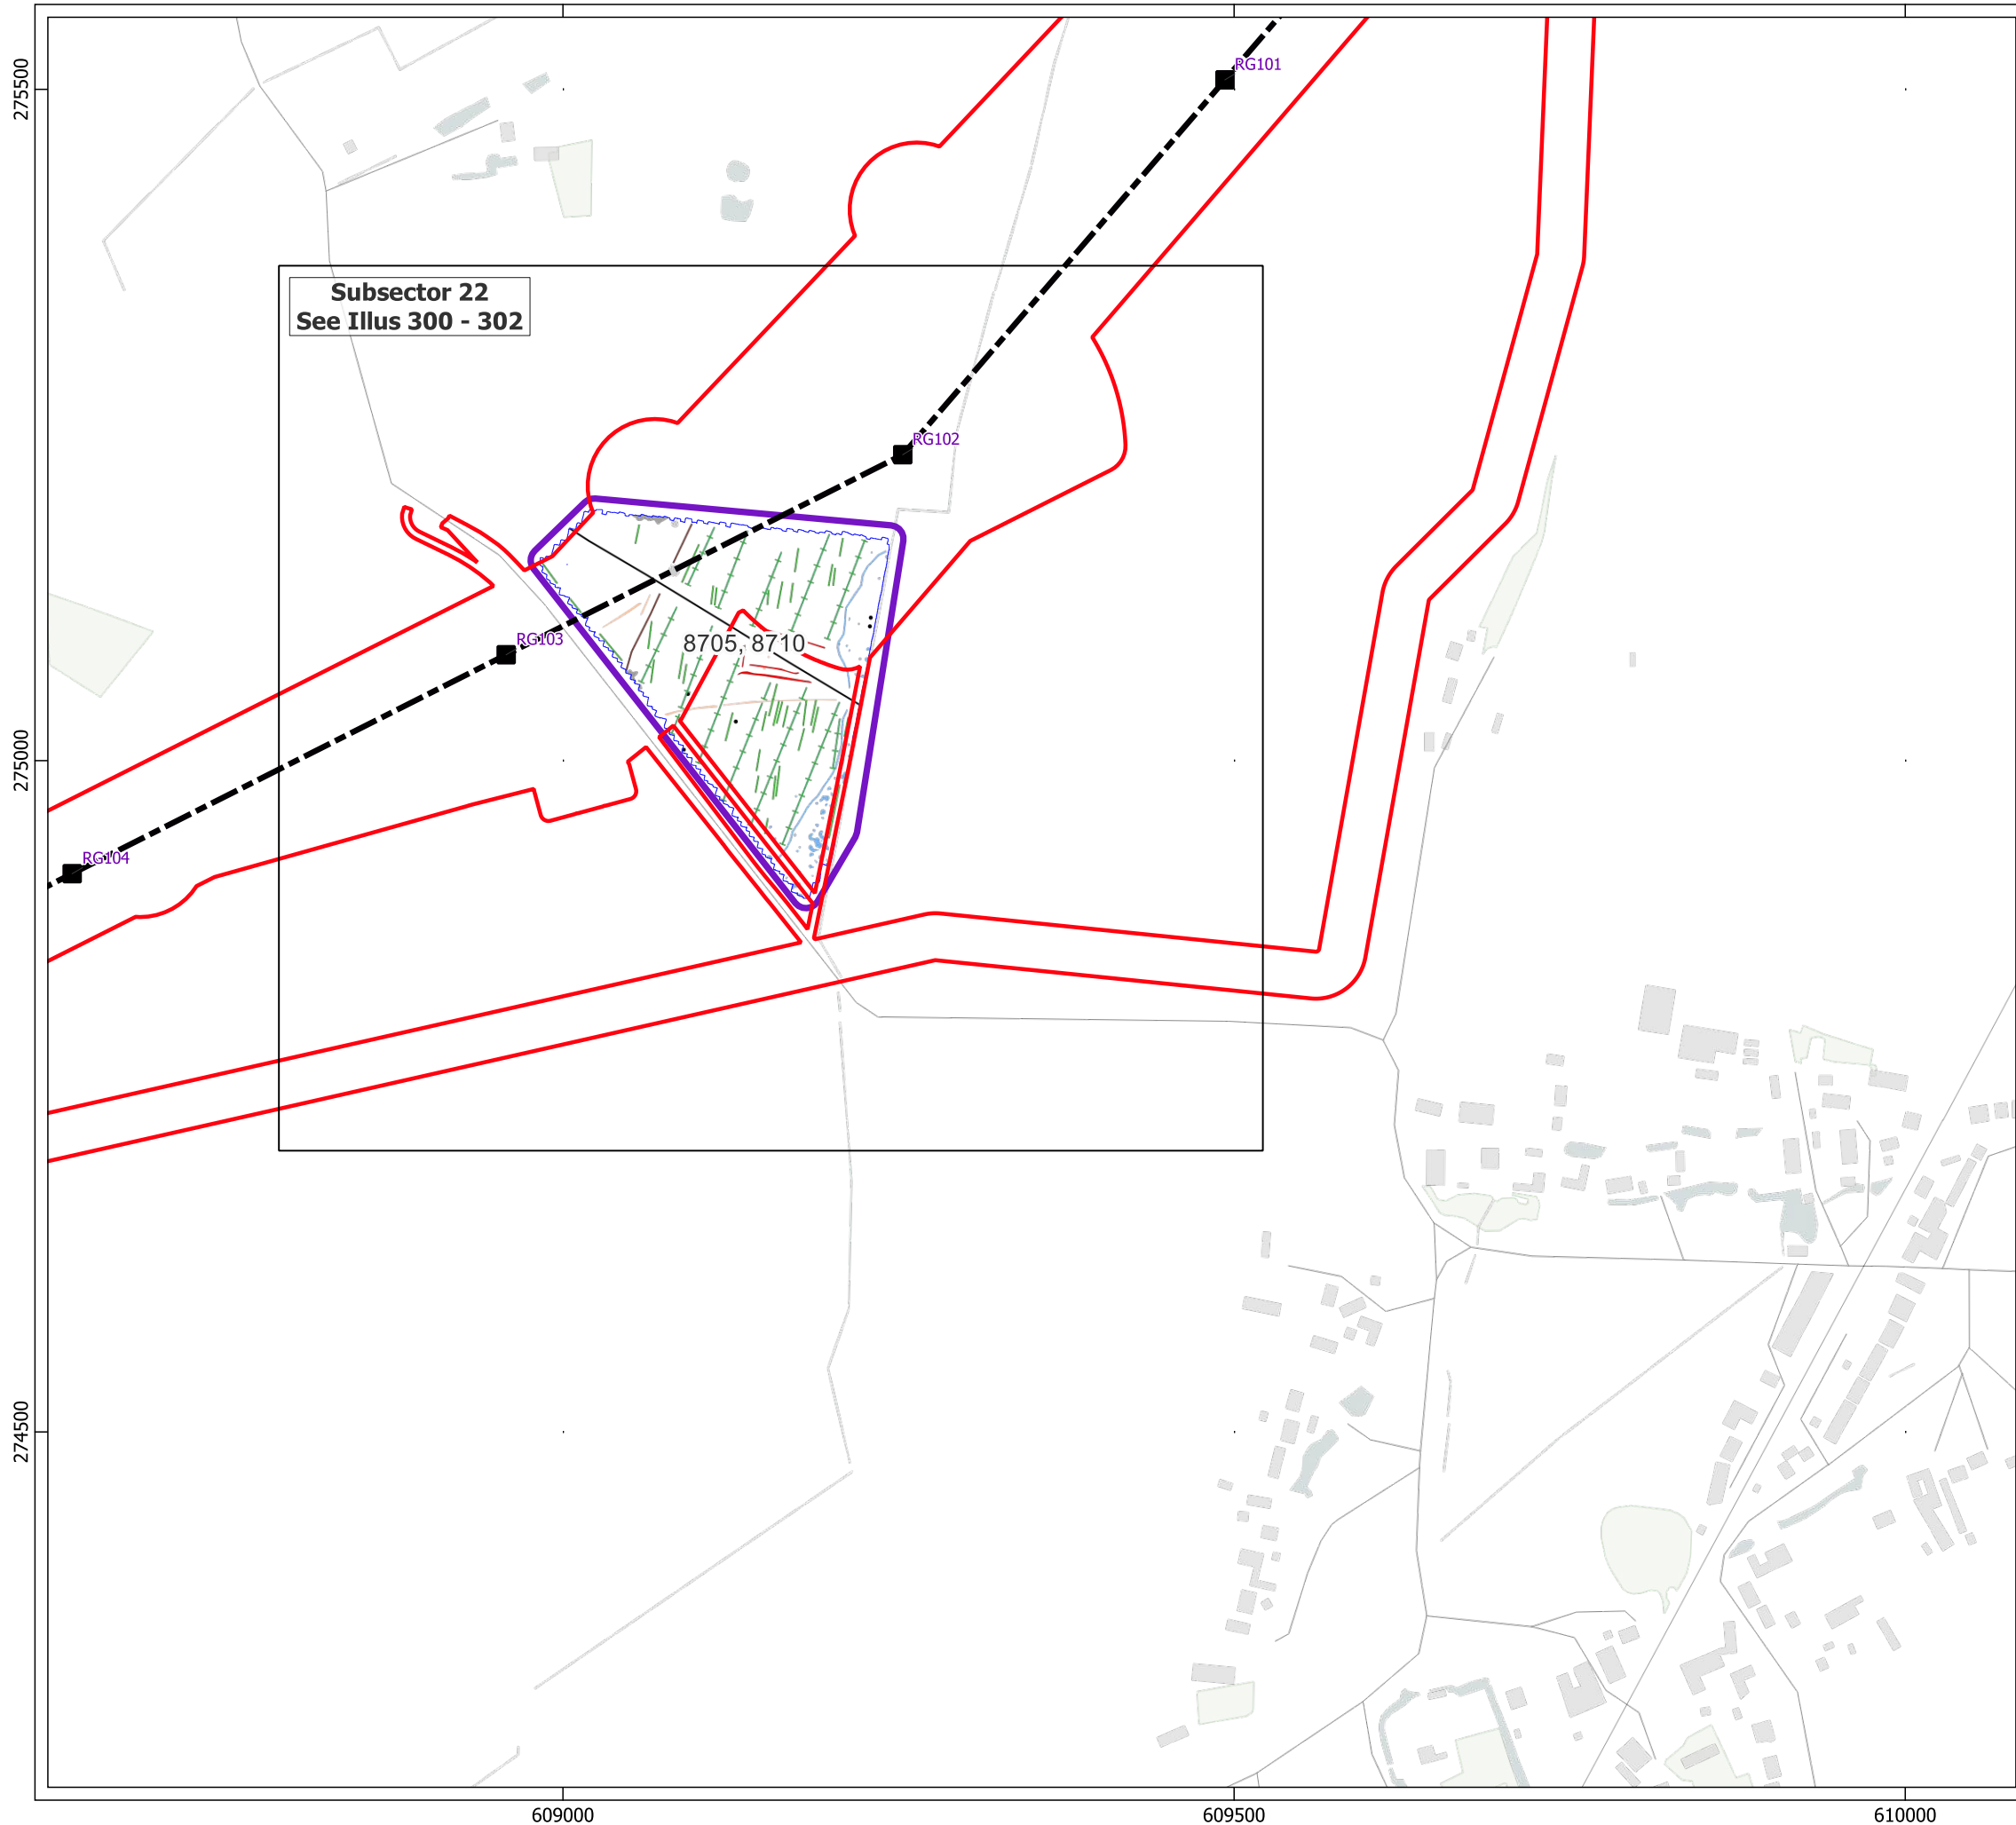 275500
RG101
Subsector 22
See Illus 300 - 302
RG102
RG103
8705, 8710
275000
RG104
274500
609000
609500
610000